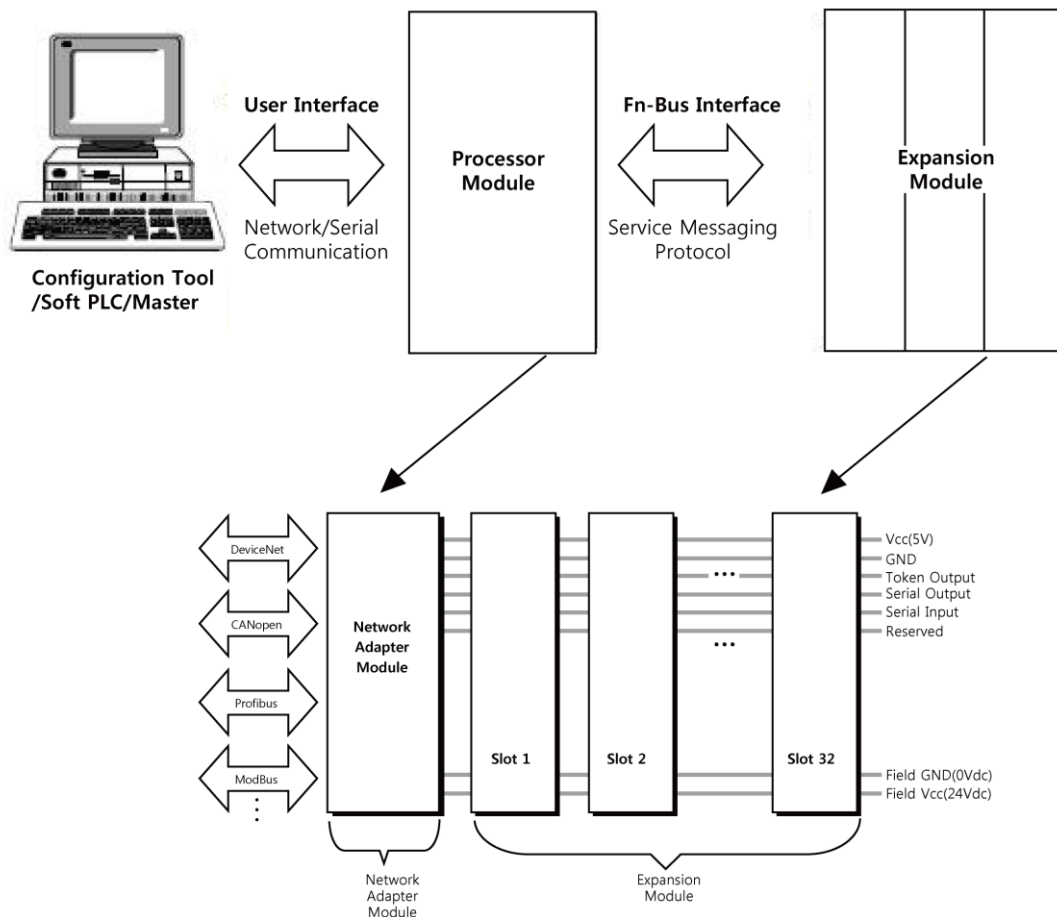 User Interface
Network/Serial
Communication
Configuration Tool
/Soft PLC/Master
Processor
Module
Fn-Bus Interface
Service Messaging
Protocol
Expansion
Module
DeviceNet
CANopen
Profibus
ModBus
Network
Adapter
Module
Slot 1
Slot 2
Slot 32
Vcc(5V)
GND
Token Output
Serial Output
Serial Input
Reserved
Field GND(0Vdc)
Field Vcc(24Vdc)
Network
Adapter
Module
Expansion
Module